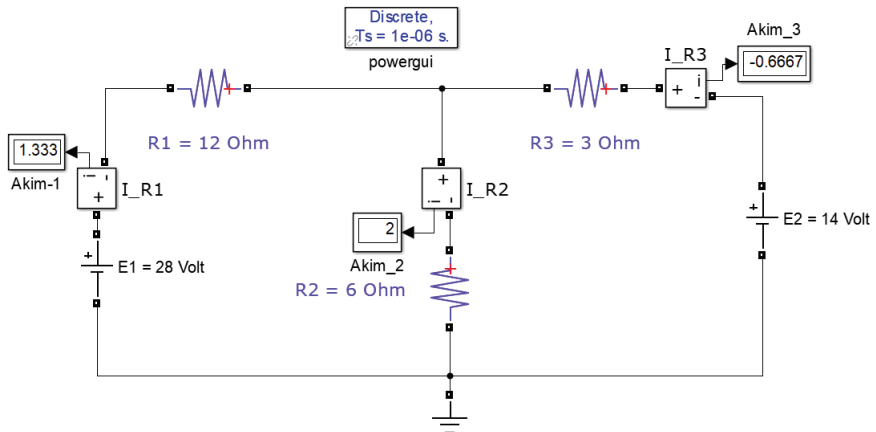 Discrete,
Ts = 1e-06 s.
powergui
Akim_3
I_R3
-0.6667
+
i
-
R1 = 12 Ohm
R3 = 3 Ohm
1.333
Akim-1
i
-
+
I_R1
+
i
-
I_R2
2
Akim_2
+
E2 = 14 Volt
+
E1 = 28 Volt
R2 = 6 Ohm